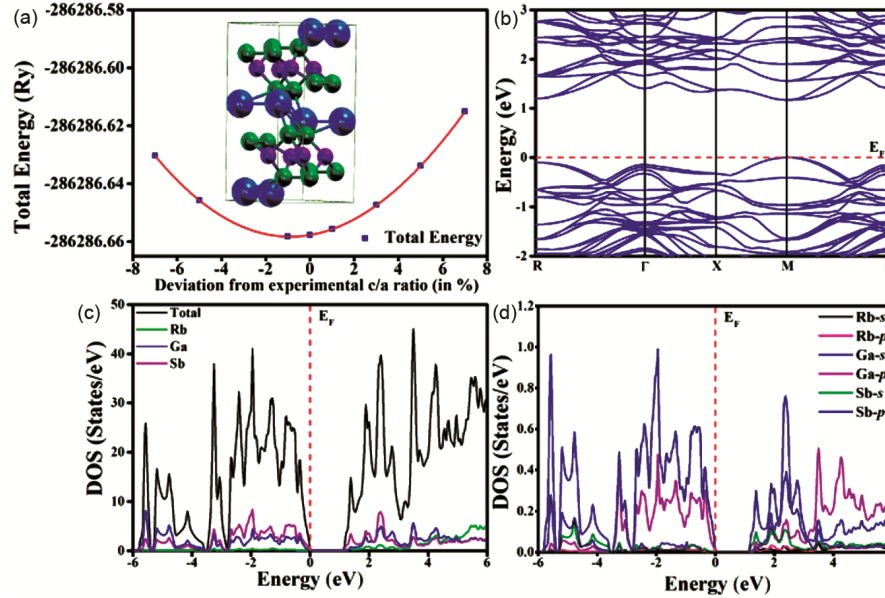 (a)
-286286.58
-286286.60
-286286.62
-286286.64
-286286.66
Total Energy (Ry)
Total Energy
-8 -6 -4 -2 0 2 4 6 8
Deviation from experimental c/a ratio (in %)
(b)
3
2
1
0
-1
-2
Energy (eV)
E_F
R Γ X M
(c)
50
40
30
20
10
0
DOS (States/eV)
Total
Rb
Ga
Sb
E_F
-6 -4 -2 0 2 4 6
Energy (eV)
(d)
1.2
1.0
0.8
0.6
0.4
0.2
0.0
DOS (States/eV)
E_F
Rb-s
Rb-p
Ga-s
Ga-p
Sb-s
Sb-p
-6 -4 -2 0 2 4
Energy (eV)